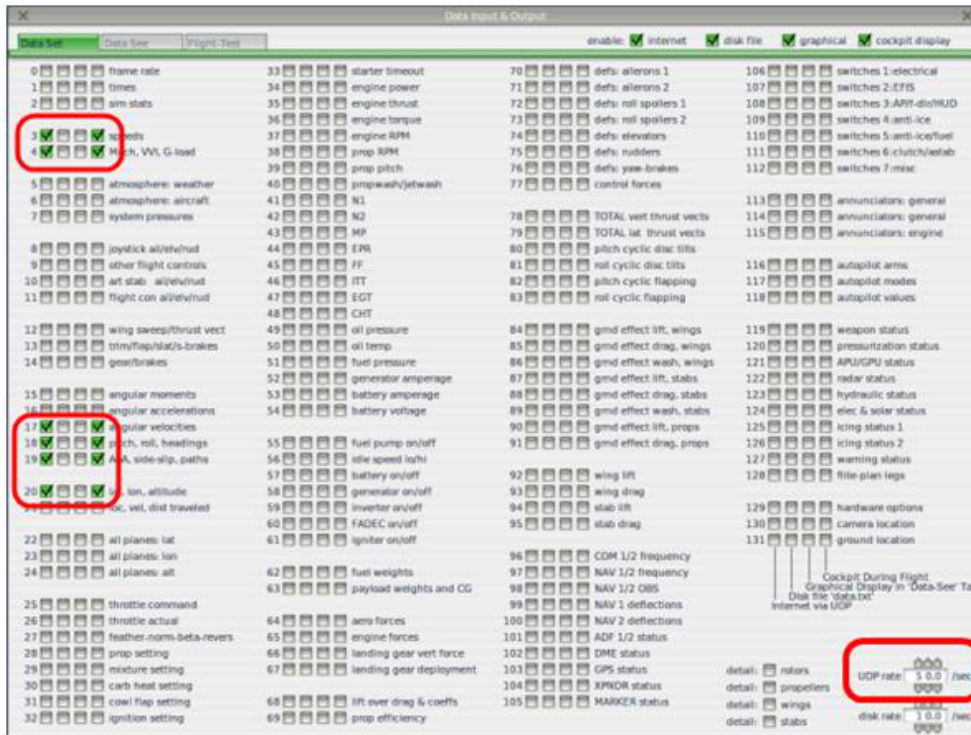 Data Input & Output
Data Set
Data See
Flight-Test
enable: internet disk file graphical cockpit display
0 frame rate
1 times
2 sim stats
3 speeds
4 Mach, VVI, G-load
5 atmosphere: weather
6 atmosphere: aircraft
7 system pressures
8 joystick ail/elv/rud
9 other flight controls
10 art stab ail/elv/rud
11 flight con ail/elv/rud
12 wing sweep/thrust vect
13 trim/flap/slat/s-brakes
14 gear/brakes
15 angular moments
16 angular accelerations
17 angular velocities
18 pitch, roll, headings
19 AoA, side-slip, paths
20 lat, lon, altitude
21 loc, vel, dist traveled
22 all planes: lat
23 all planes: lon
24 all planes: alt
25 throttle command
26 throttle actual
27 feather-norm-beta-revers
28 prop setting
29 mixture setting
30 carb heat setting
31 cowl flap setting
32 ignition setting
33 starter timeout
34 engine power
35 engine thrust
36 engine torque
37 engine RPM
38 prop RPM
39 prop pitch
40 propwash/jetwash
41 N1
42 N2
43 MP
44 EPR
45 FF
46 ITT
47 EGT
48 CHT
49 oil pressure
50 oil temp
51 fuel pressure
52 generator amperage
53 battery amperage
54 battery voltage
55 fuel pump on/off
56 idle speed lo/hi
57 battery on/off
58 generator on/off
59 inverter on/off
60 FADEC on/off
61 igniter on/off
62 fuel weights
63 payload weights and CG
64 aero forces
65 engine forces
66 landing gear vert force
67 landing gear deployment
68 lift over drag & coeffs
69 prop efficiency
70 defs: ailerons 1
71 defs: ailerons 2
72 defs: roll spoilers 1
73 defs: roll spoilers 2
74 defs: elevators
75 defs: rudders
76 defs: yaw-brakes
77 control forces
78 TOTAL vert thrust vects
79 TOTAL lat thrust vects
80 pitch cyclic disc tilts
81 roll cyclic disc tilts
82 pitch cyclic flapping
83 roll cyclic flapping
84 grnd effect lift, wings
85 grnd effect drag, wings
86 grnd effect wash, wings
87 grnd effect lift, stabs
88 grnd effect drag, stabs
89 grnd effect wash, stabs
90 grnd effect lift, props
91 grnd effect drag, props
92 wing lift
93 wing drag
94 stab lift
95 stab drag
96 COM 1/2 frequency
97 NAV 1/2 frequency
98 NAV 1/2 OBS
99 NAV 1 deflections
100 NAV 2 deflections
101 ADF 1/2 status
102 DME status
103 GPS status
104 XPNDR status
105 MARKER status
106 switches 1:electrical
107 switches 2:EFIS
108 switches 3:AP/f-dir/HUD
109 switches 4:anti-ice
110 switches 5:anti-ice/fuel
111 switches 6:clutch/astab
112 switches 7:misc
113 annunciators: general
114 annunciators: general
115 annunciators: engine
116 autopilot arms
117 autopilot modes
118 autopilot values
119 weapon status
120 pressurization status
121 APU/GPU status
122 radar status
123 hydraulic status
124 elec & solar status
125 icing status 1
126 icing status 2
127 warning status
128 flite-plan legs
129 hardware options
130 camera location
131 ground location
Cockpit During Flight
Graphical Display in 'Data-See' Ta
Disk file 'data.txt'
Internet via UDP
detail: rotors
detail: propellers
detail: wings
detail: stabs
UDP rate 5 0.0 /sec
disk rate 1 0.0 /sec